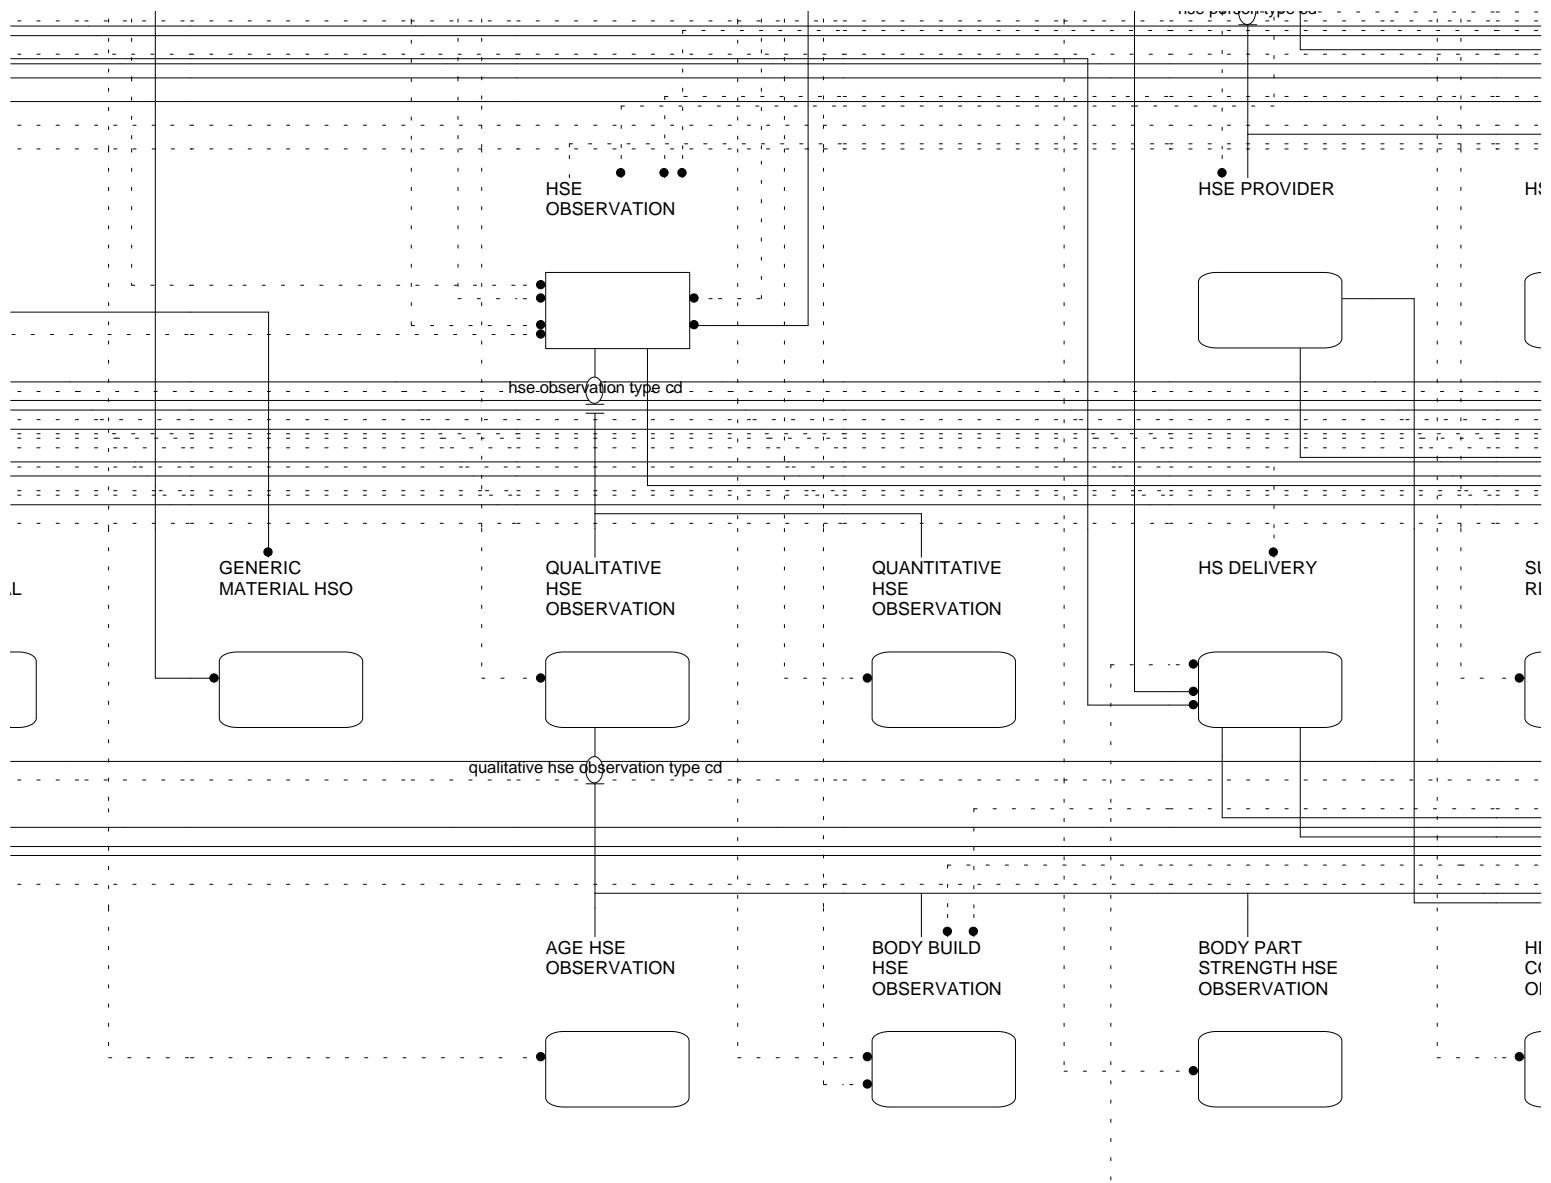 HSE
OBSERVATION
HSE PROVIDER
hse observation type cd
GENERIC
MATERIAL HSO
QUALITATIVE
HSE
OBSERVATION
QUANTITATIVE
HSE
OBSERVATION
HS DELIVERY
qualitative hse observation type cd
AGE HSE
OBSERVATION
BODY BUILD
HSE
OBSERVATION
BODY PART
STRENGTH HSE
OBSERVATION